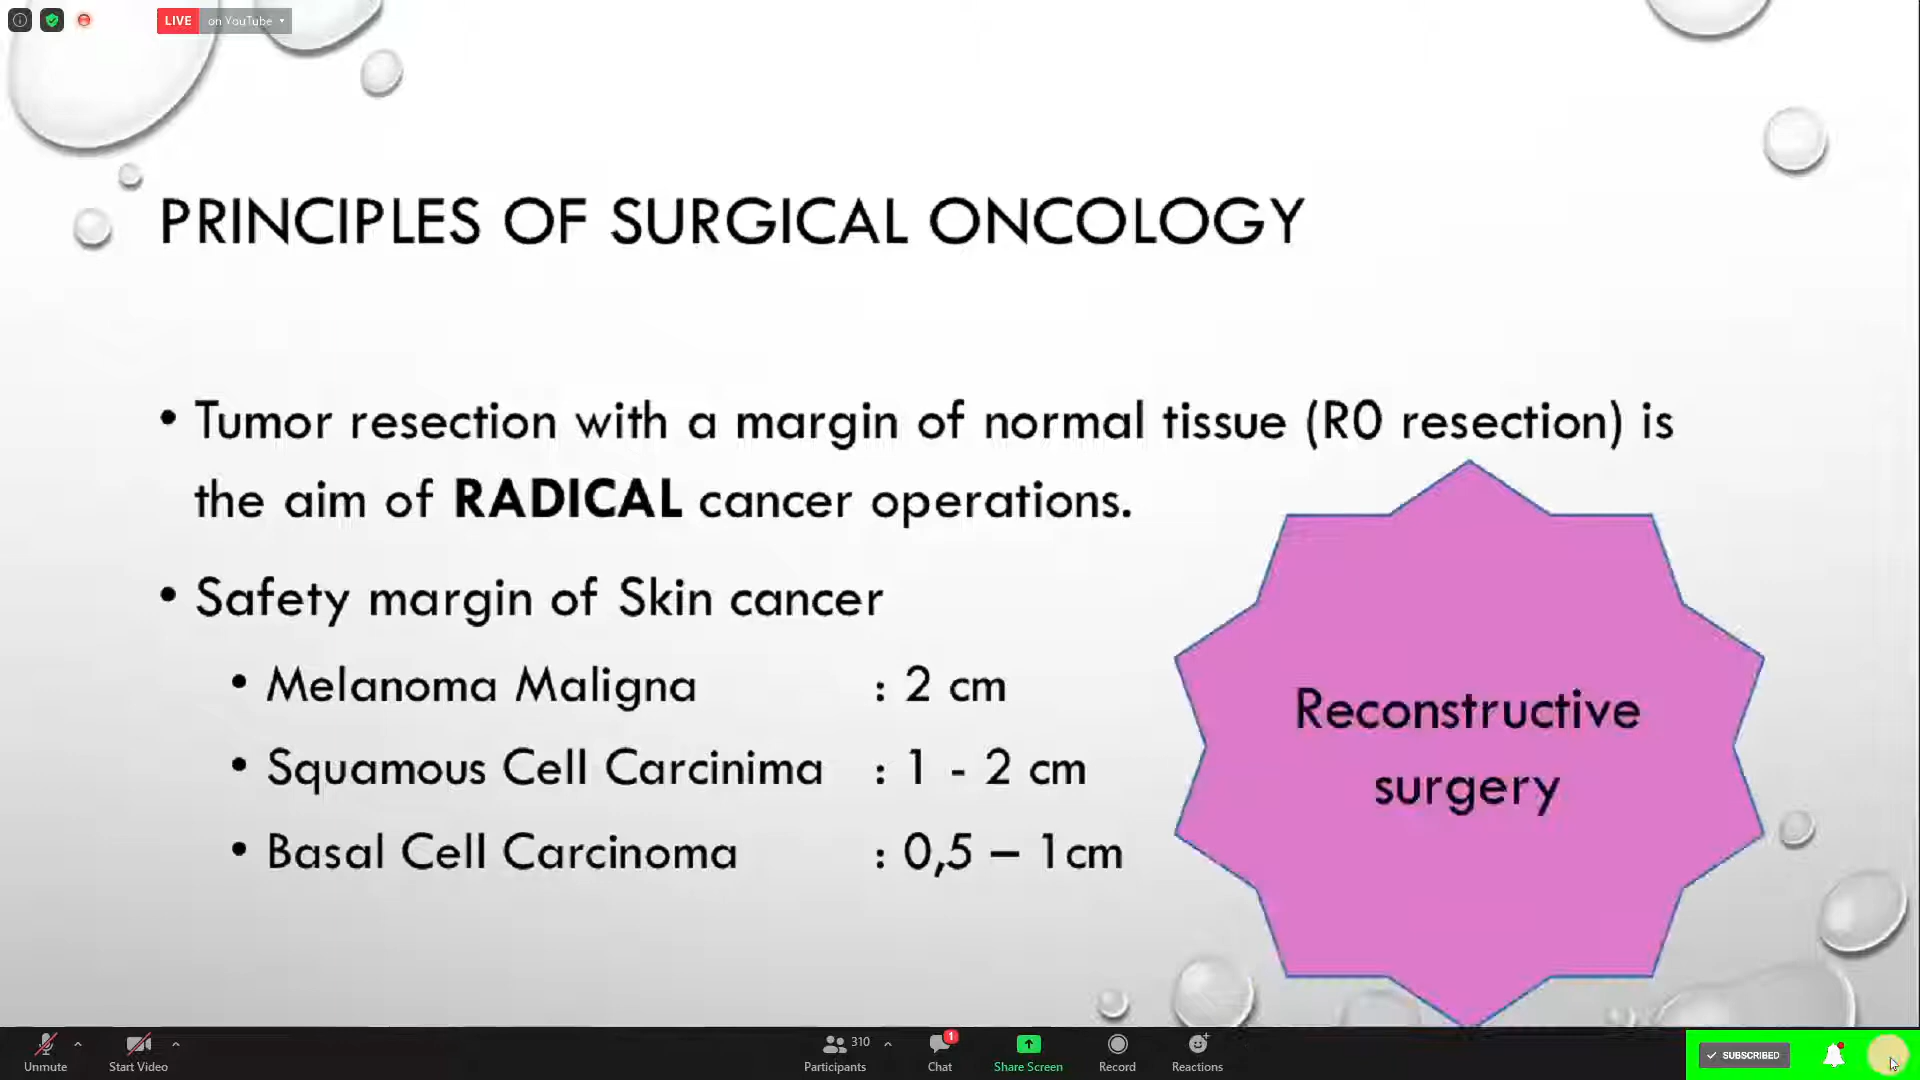 LIVE on YouTube
PRINCIPLES OF SURGICAL ONCOLOGY
• Tumor resection with a margin of normal tissue (R0 resection) is
the aim of RADICAL cancer operations.
• Safety margin of Skin cancer
• Melanoma Maligna : 2 cm
• Squamous Cell Carcinima : 1 - 2 cm
• Basal Cell Carcinoma : 0,5 – 1cm
Reconstructive
surgery
Unmute
Start Video
310
Participants
1
Chat
Share Screen
Record
Reactions
SUBSCRIBED